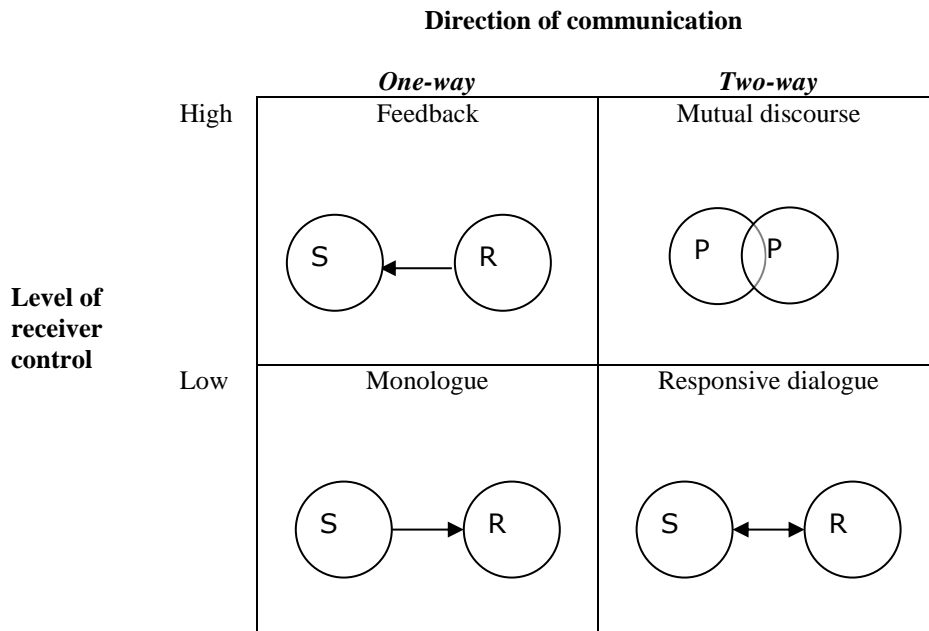 Direction of communication
One-way Two-way
High Feedback Mutual discourse
S R P P
Level of
receiver
control
Low Monologue Responsive dialogue
S R S R